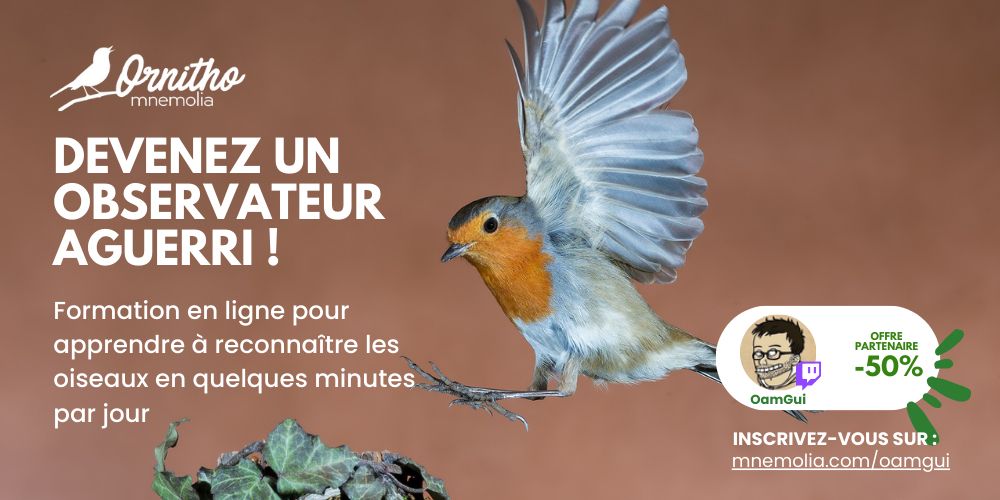 Ornitho
mnemolia
DEVENEZ UN
OBSERVATEUR
AGUERRI !
Formation en ligne pour
apprendre à reconnaître les
oiseaux en quelques minutes
par jour
OFFRE
PARTENAIRE
-50%
OamGui
INSCRIVEZ-VOUS SUR :
mnemolia.com/oamgui